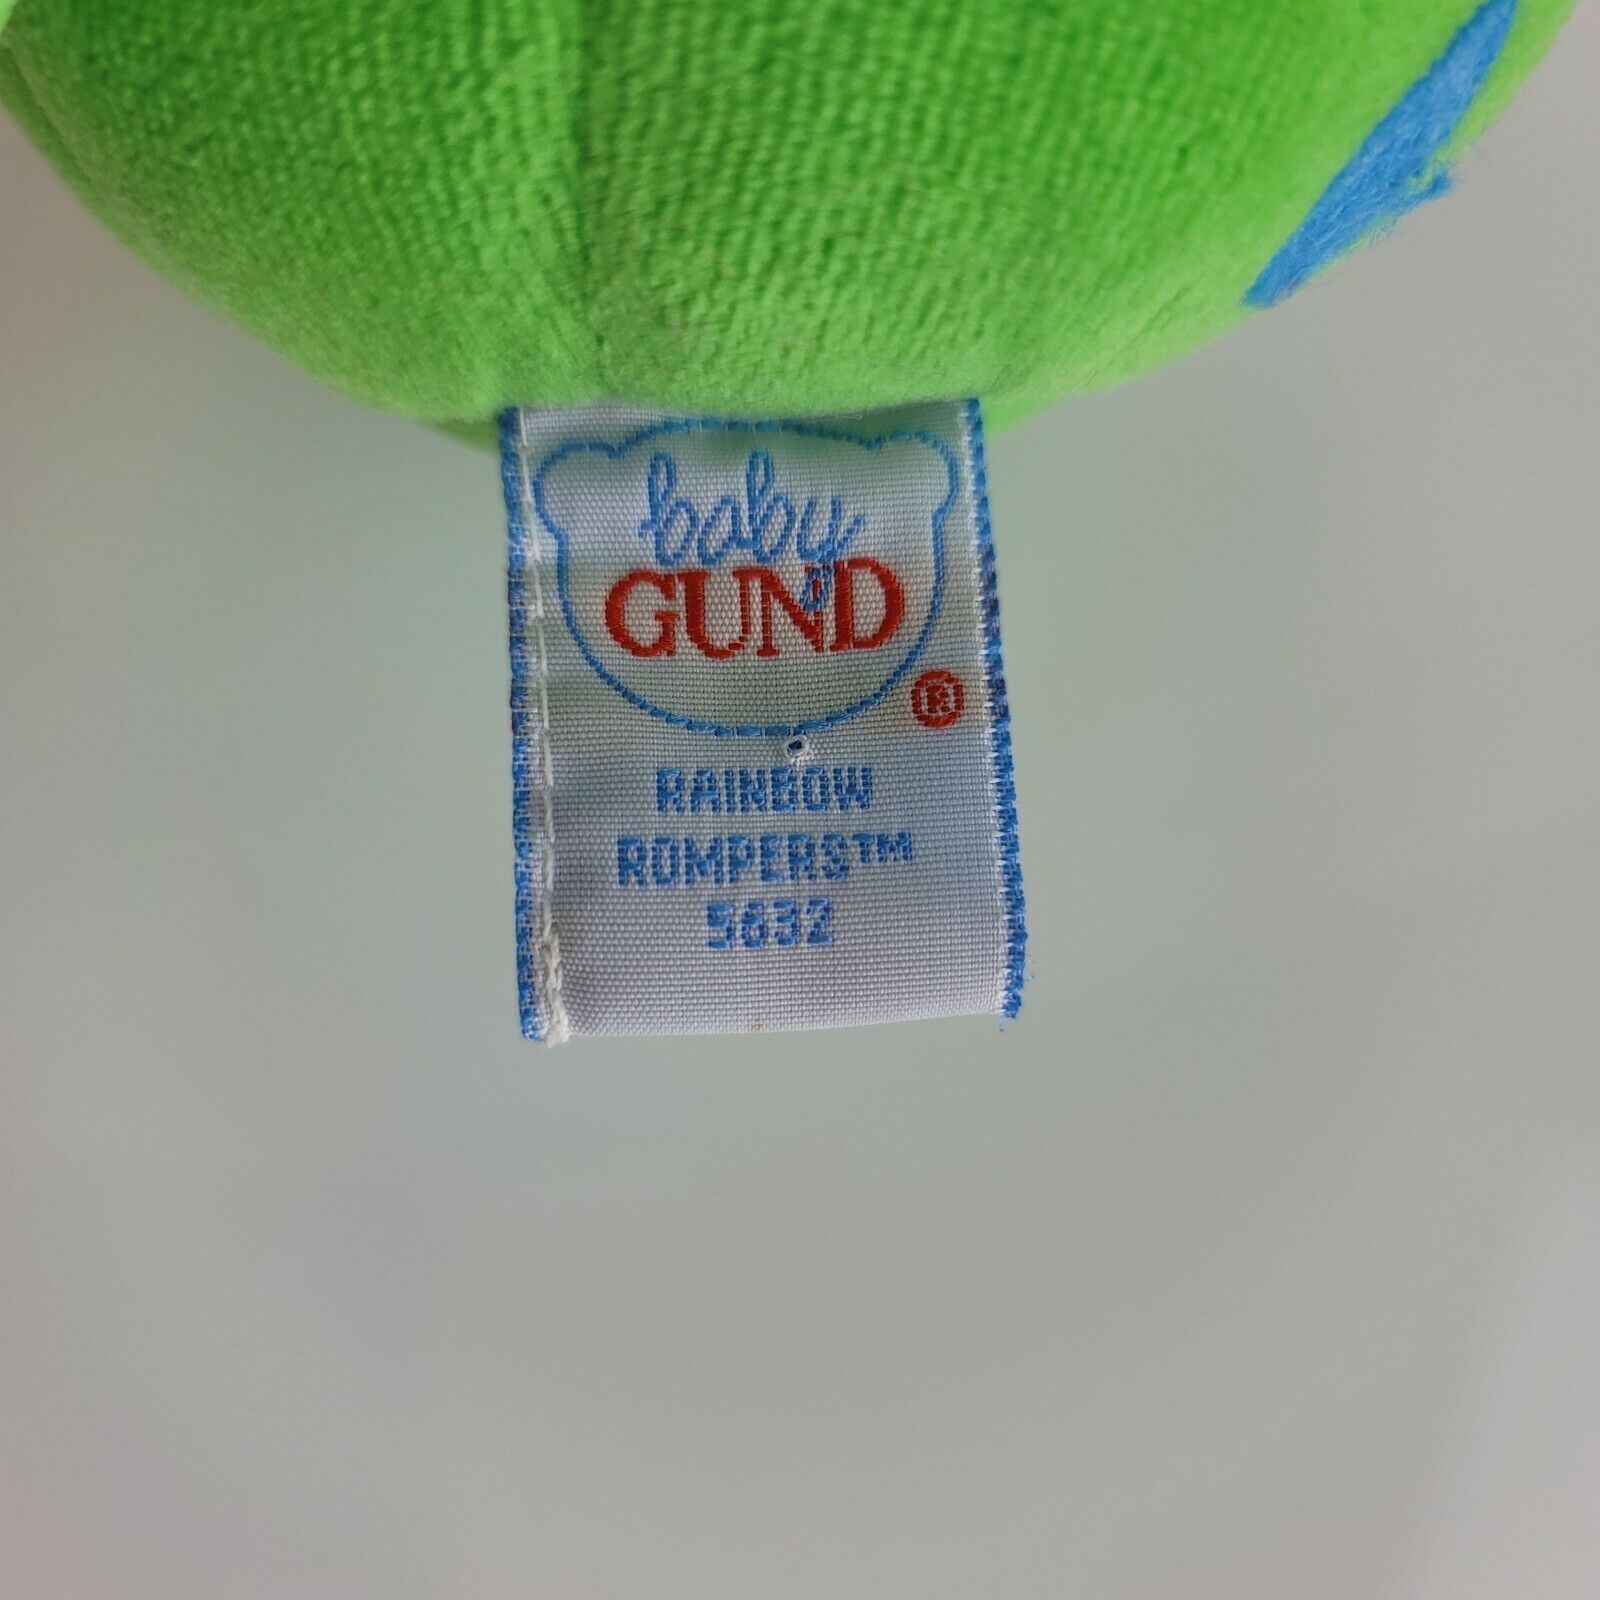 baby
GUND
®
RAINBOW
ROMPERS™
5832